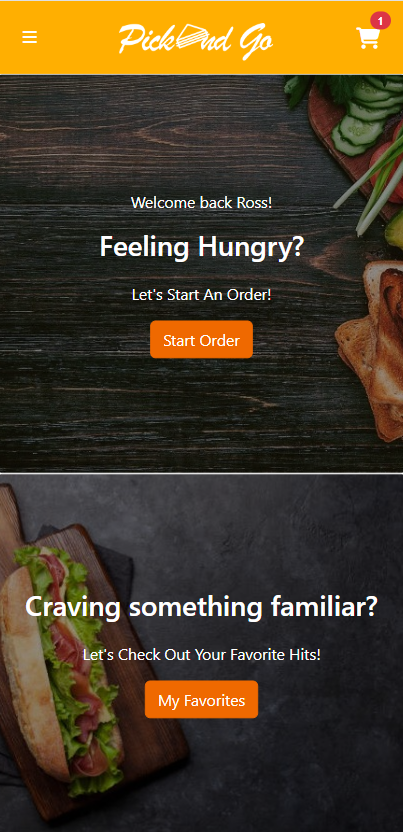 Pick And Go
1
Welcome back Ross!
Feeling Hungry?
Let's Start An Order!
Start Order
Craving something familiar?
Let's Check Out Your Favorite Hits!
My Favorites